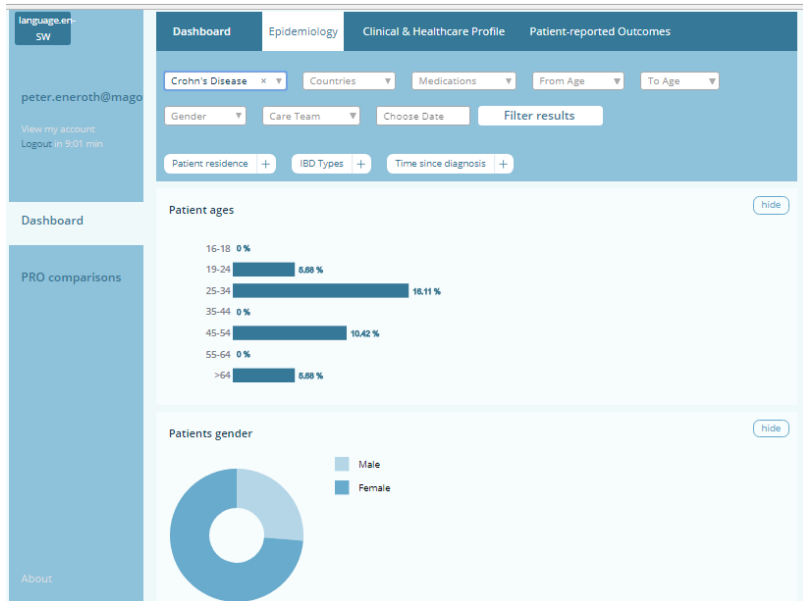 language.en-
SW
peter.eneroth@mago
View my account
Logout in 9:01 min
Dashboard
PRO comparisons
About
Dashboard
Epidemiology
Clinical & Healthcare Profile
Patient-reported Outcomes
Crohn's Disease ×
Countries
Medications
From Age
To Age
Gender
Care Team
Choose Date
Filter results
Patient residence +
IBD Types +
Time since diagnosis +
Patient ages
hide
16-18 0 %
19-24 5.68 %
25-34 16.11 %
35-44 0 %
45-54 10.42 %
55-64 0 %
>64 5.68 %
Patients gender
hide
Male
Female